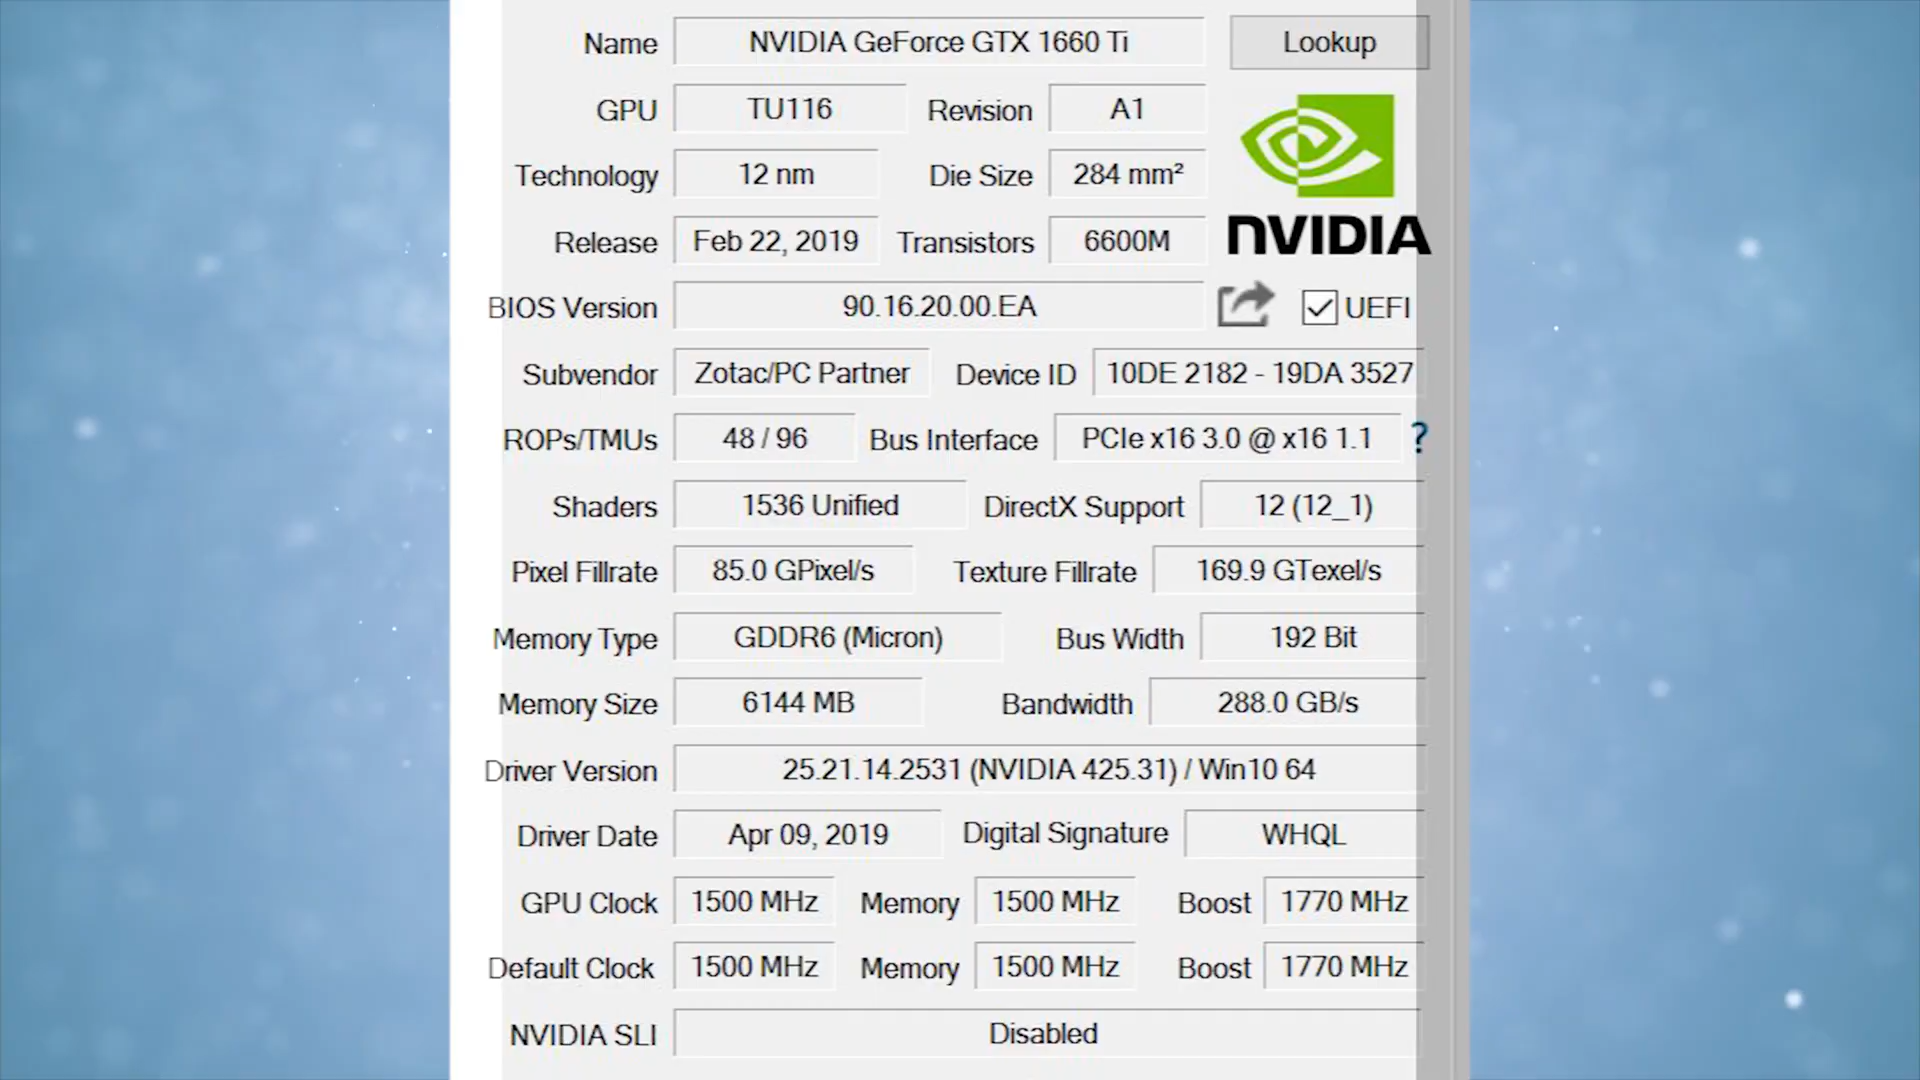 Name NVIDIA GeForce GTX 1660 Ti Lookup
GPU TU116 Revision A1
Technology 12 nm Die Size 284 mm²
Release Feb 22, 2019 Transistors 6600M
NVIDIA
BIOS Version 90.16.20.00.EA UEFI
Subvendor Zotac/PC Partner Device ID 10DE 2182 - 19DA 3527
ROPs/TMUs 48 / 96 Bus Interface PCIe x16 3.0 @ x16 1.1 ?
Shaders 1536 Unified DirectX Support 12 (12_1)
Pixel Fillrate 85.0 GPixel/s Texture Fillrate 169.9 GTexel/s
Memory Type GDDR6 (Micron) Bus Width 192 Bit
Memory Size 6144 MB Bandwidth 288.0 GB/s
Driver Version 25.21.14.2531 (NVIDIA 425.31) / Win10 64
Driver Date Apr 09, 2019 Digital Signature WHQL
GPU Clock 1500 MHz Memory 1500 MHz Boost 1770 MHz
Default Clock 1500 MHz Memory 1500 MHz Boost 1770 MHz
NVIDIA SLI Disabled